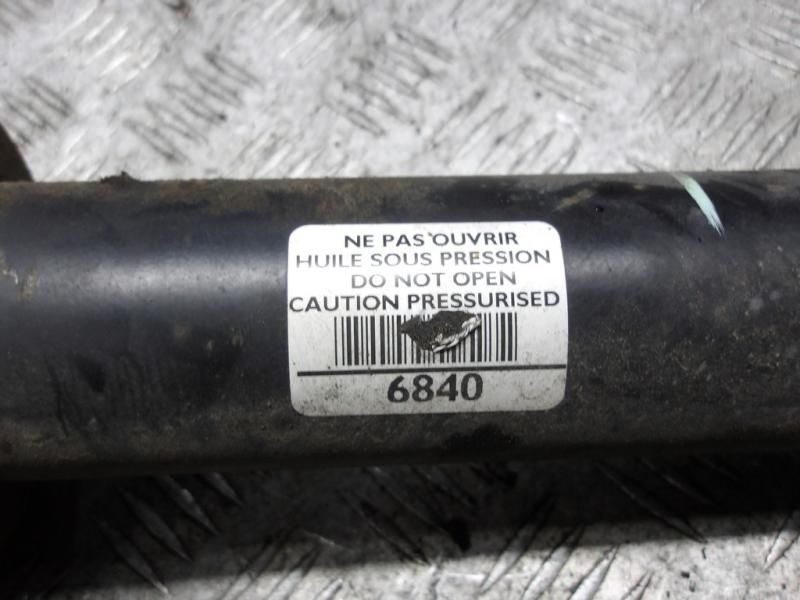 NE PAS OUVRIR
HUILE SOUS PRESSION
DO NOT OPEN
CAUTION PRESSURISED
6840